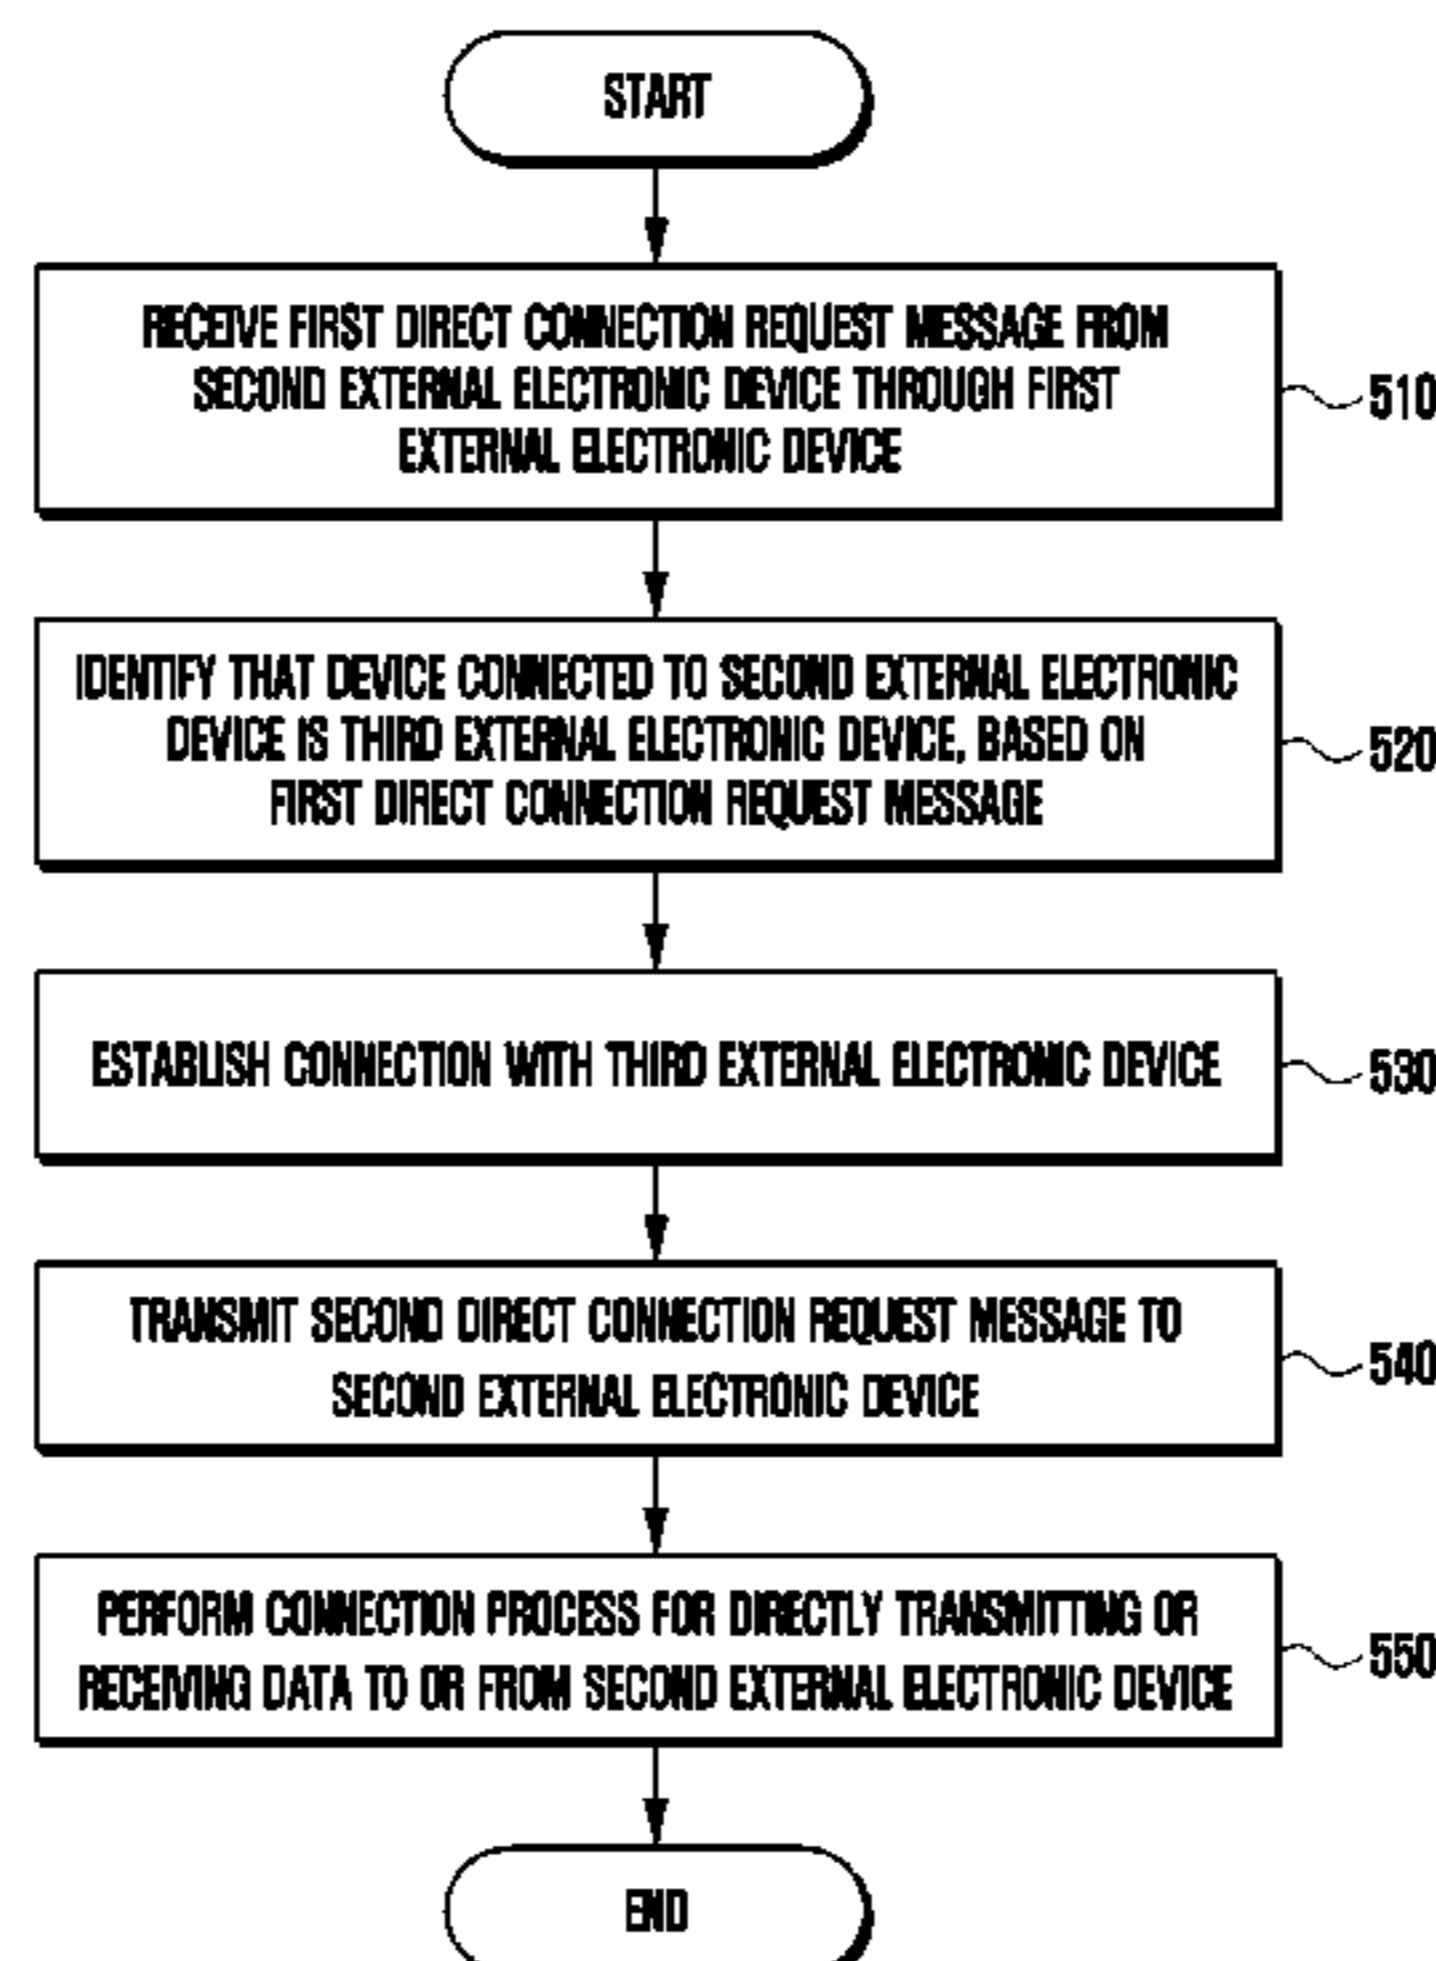 START
RECEIVE FIRST DIRECT CONNECTION REQUEST MESSAGE FROM
SECOND EXTERNAL ELECTRONIC DEVICE THROUGH FIRST
EXTERNAL ELECTRONIC DEVICE
510
IDENTIFY THAT DEVICE CONNECTED TO SECOND EXTERNAL ELECTRONIC
DEVICE IS THIRD EXTERNAL ELECTRONIC DEVICE, BASED ON
FIRST DIRECT CONNECTION REQUEST MESSAGE
520
ESTABLISH CONNECTION WITH THIRD EXTERNAL ELECTRONIC DEVICE
530
TRANSMIT SECOND DIRECT CONNECTION REQUEST MESSAGE TO
SECOND EXTERNAL ELECTRONIC DEVICE
540
PERFORM CONNECTION PROCESS FOR DIRECTLY TRANSMITTING OR
RECEIVING DATA TO OR FROM SECOND EXTERNAL ELECTRONIC DEVICE
550
END